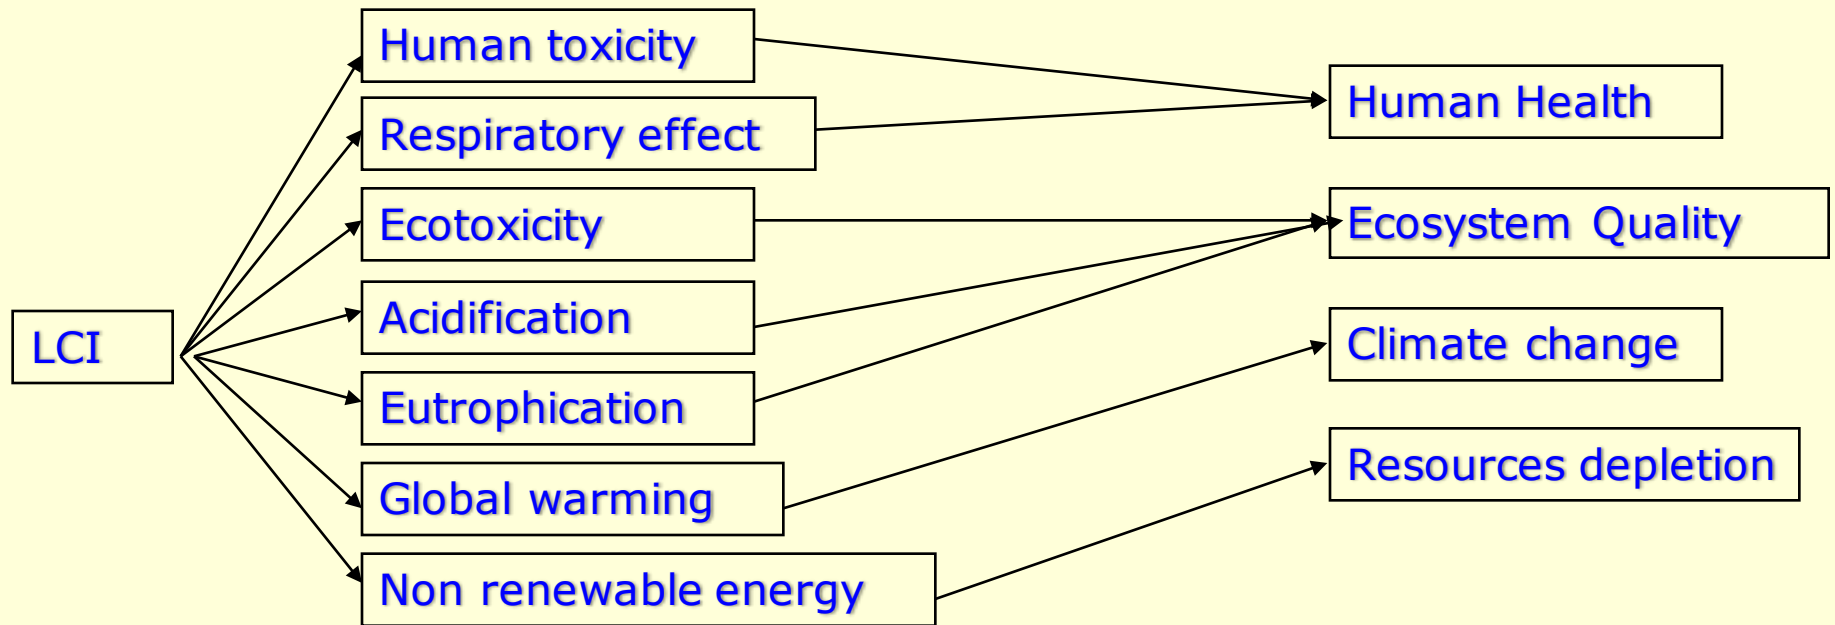 Human toxicity
Respiratory effect
Ecotoxicity
Acidification
Eutrophication
Global warming
Non renewable energy
LCI
Human Health
Ecosystem Quality
Climate change
Resources depletion